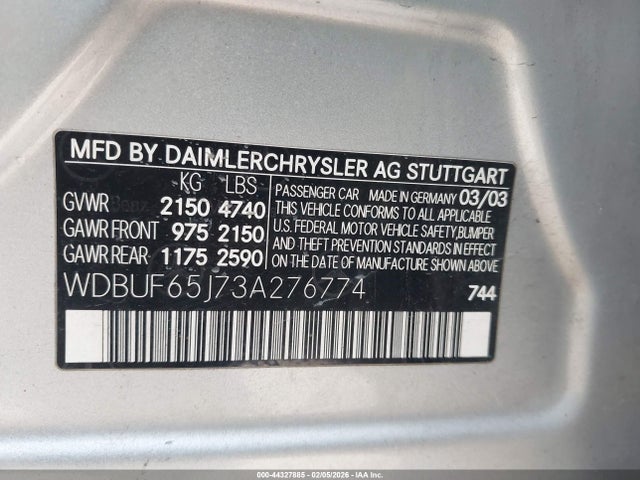 MFD BY DAIMLERCHRYSLER AG STUTTGART
KG LBS
GVWR 2150 4740
GAWR FRONT 975 2150
GAWR REAR 1175 2590
PASSENGER CAR MADE IN GERMANY 03/03
THIS VEHICLE CONFORMS TO ALL APPLICABLE
U.S. FEDERAL MOTOR VEHICLE SAFETY, BUMPER
AND THEFT PREVENTION STANDARDS IN EFFECT
ON THE DATE OF MANUFACTURE SHOWN ABOVE.
WDBUF65J73A276774 744
000-44327885 - 02/05/2026 - IAA Inc.